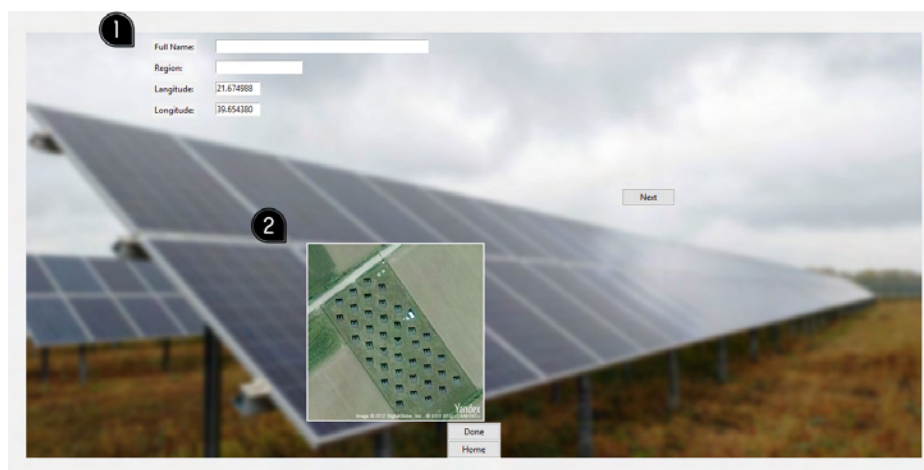 1
Full Name:
Region:
Langitude: 21.674988
Longitude: 39.654380
Next
2
Yandex
Done
Home